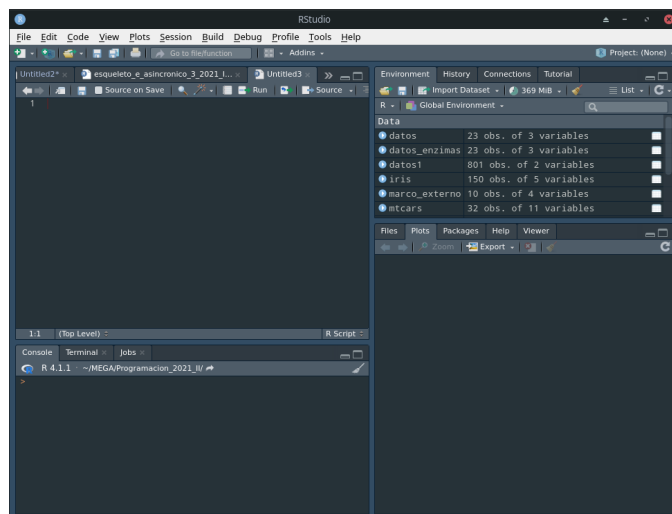 RStudio
File Edit Code View Plots Session Build Debug Profile Tools Help
Go to file/function Addins Project: (None)
Untitled2* esqueleto_e_asincronico_3_2021_I... Untitled3
Source on Save Run Source
1
1:1 (Top Level) R Script
Console Terminal Jobs
R 4.1.1 · ~/MEGA/Programacion_2021_II/
>
Environment History Connections Tutorial
Import Dataset 369 MiB List
R Global Environment
Data
datos 23 obs. of 3 variables
datos_enzimas 23 obs. of 3 variables
datos1 801 obs. of 2 variables
iris 150 obs. of 5 variables
marco_externo 10 obs. of 4 variables
mtcars 32 obs. of 11 variables
Files Plots Packages Help Viewer
Zoom Export